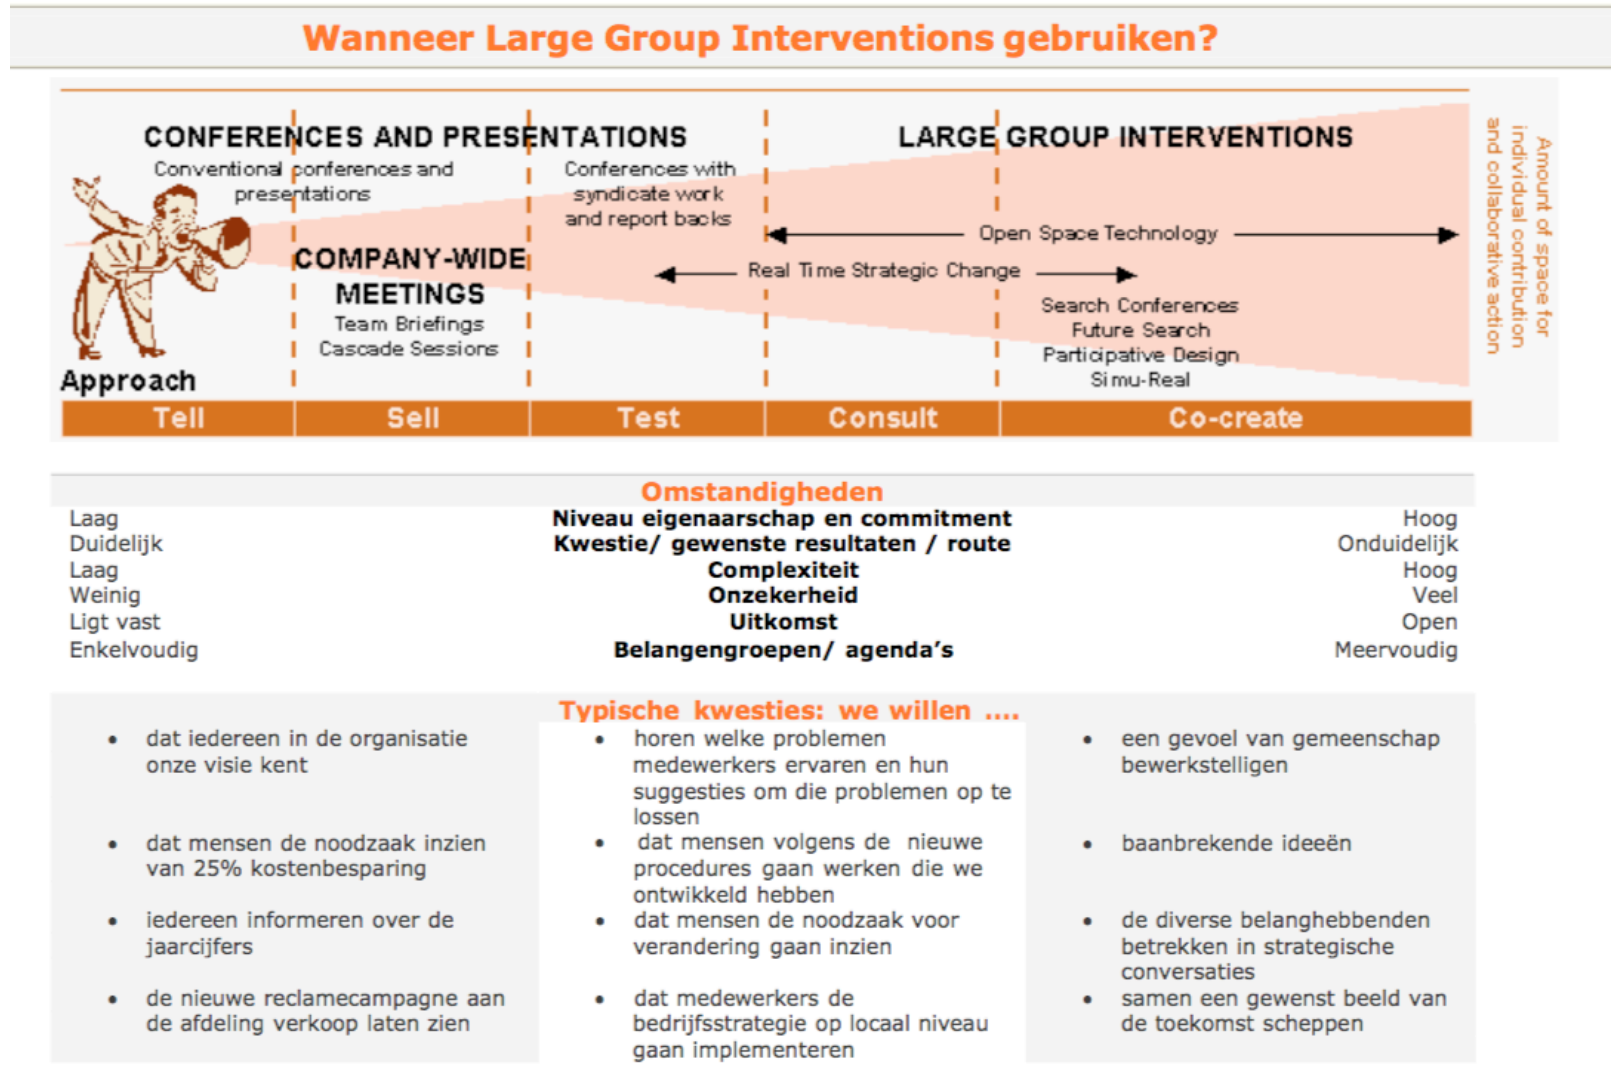 Wanneer Large Group Interventions gebruiken?
CONFERENCES AND PRESENTATIONS
Conventional conferences and
presentations
Conferences with
syndicate work
and report backs
LARGE GROUP INTERVENTIONS
Open Space Technology
Real Time Strategic Change
COMPANY-WIDE
MEETINGS
Team Briefings
Cascade Sessions
Search Conferences
Future Search
Participative Design
Simu-Real
Amount of space for
individual contribution
and collaborative action
Approach
Tell Sell Test Consult Co-create
Omstandigheden
Laag Niveau eigenaarschap en commitment Hoog
Duidelijk Kwestie/ gewenste resultaten / route Onduidelijk
Laag Complexiteit Hoog
Weinig Onzekerheid Veel
Ligt vast Uitkomst Open
Enkelvoudig Belangengroepen/ agenda's Meervoudig
Typische kwesties: we willen ....
• dat iedereen in de organisatie
onze visie kent
• dat mensen de noodzaak inzien
van 25% kostenbesparing
• iedereen informeren over de
jaarcijfers
• de nieuwe reclamecampagne aan
de afdeling verkoop laten zien
• horen welke problemen
medewerkers ervaren en hun
suggesties om die problemen op te
lossen
• dat mensen volgens de nieuwe
procedures gaan werken die we
ontwikkeld hebben
• dat mensen de noodzaak voor
verandering gaan inzien
• dat medewerkers de
bedrijfsstrategie op locaal niveau
gaan implementeren
• een gevoel van gemeenschap
bewerkstelligen
• baanbrekende ideeën
• de diverse belanghebbenden
betrekken in strategische
conversaties
• samen een gewenst beeld van
de toekomst scheppen